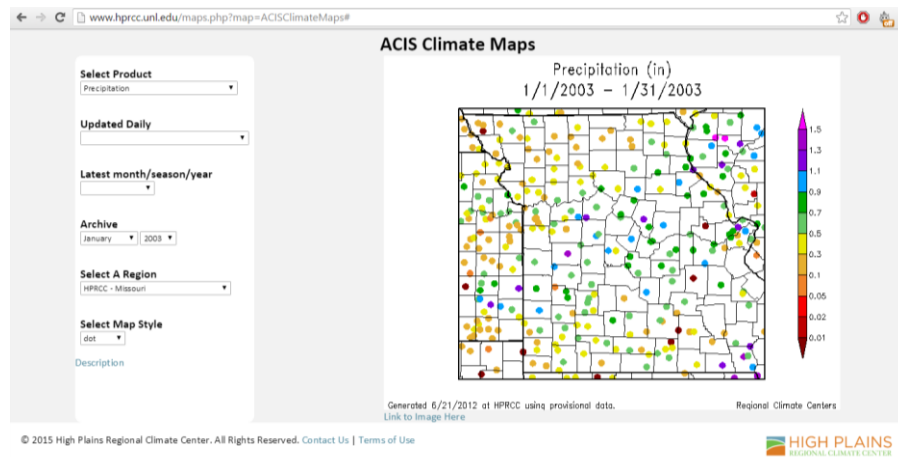 www.hprcc.unl.edu/maps.php?map=ACISClimateMaps#
ACIS Climate Maps
Select Product
Precipitation
Updated Daily
Latest month/season/year
Archive
January 2003
Select A Region
HPRCC - Missouri
Select Map Style
dot
Description
Precipitation (in)
1/1/2003 - 1/31/2003
1.5
1.3
1.1
0.9
0.7
0.5
0.3
0.1
0.05
0.02
0.01
Generated 6/21/2012 at HPRCC using provisional data.
Regional Climate Centers
Link to Image Here
© 2015 High Plains Regional Climate Center. All Rights Reserved. Contact Us | Terms of Use
HIGH PLAINS
REGIONAL CLIMATE CENTER